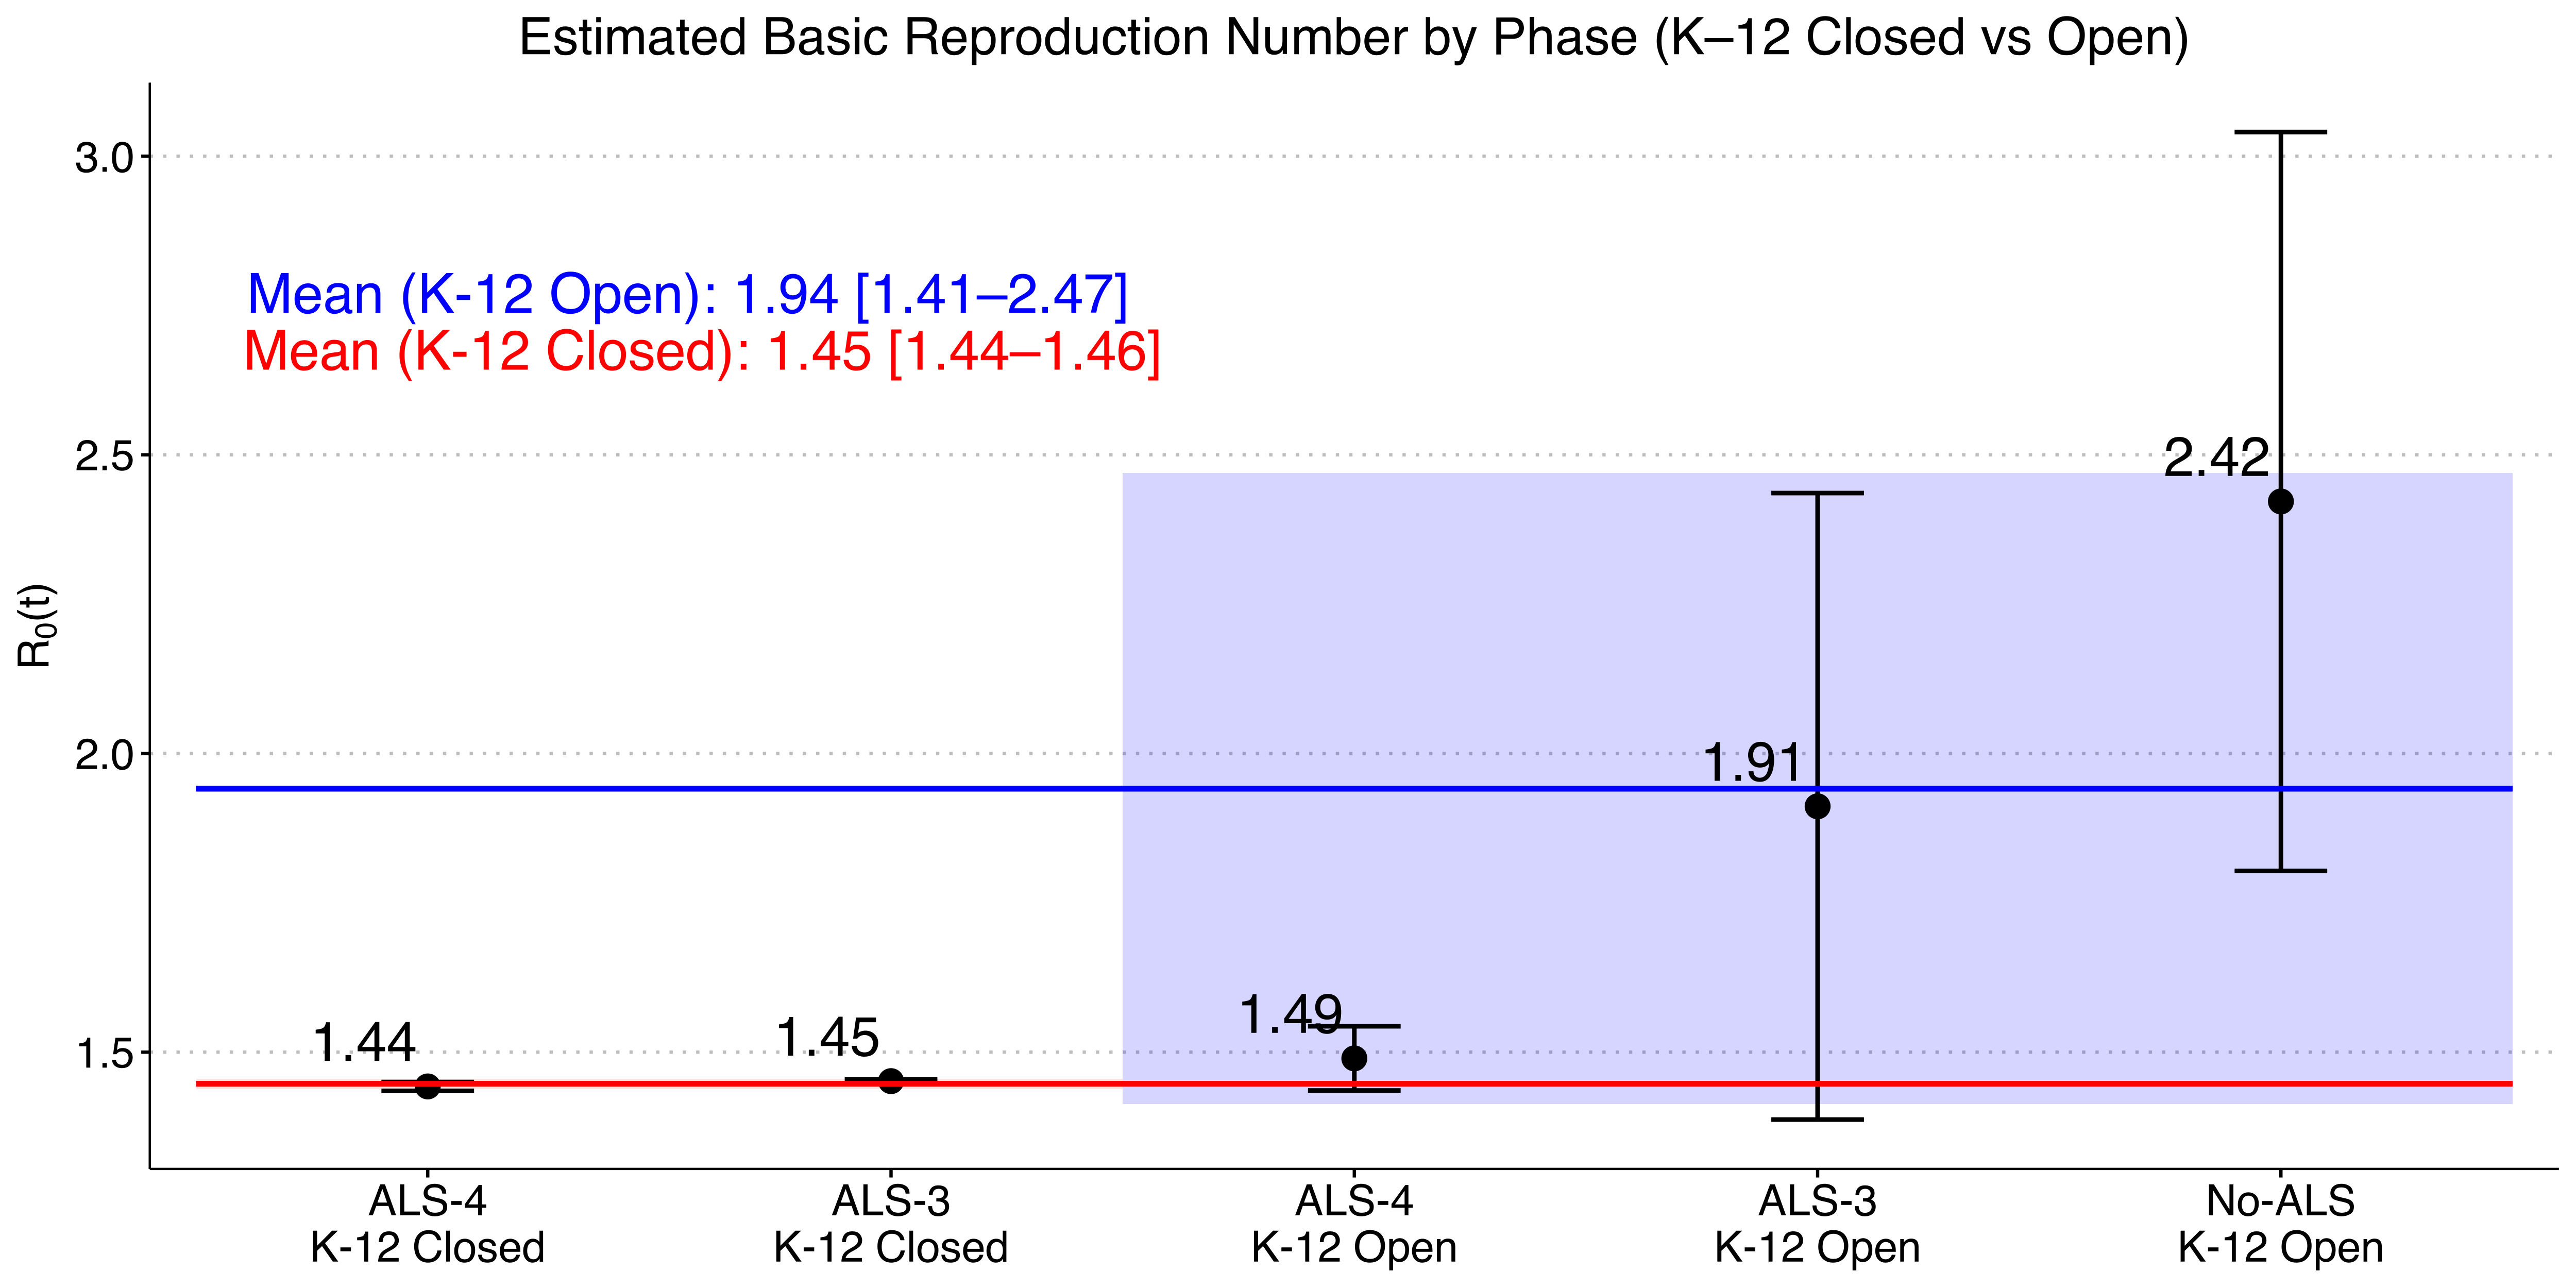 Estimated Basic Reproduction Number by Phase (K–12 Closed vs Open)
3.0
Mean (K-12 Open): 1.94 [1.41–2.47]
Mean (K-12 Closed): 1.45 [1.44–1.46]
2.5
2.42
R₀(t)
2.0
1.91
1.5
1.44
1.45
1.49
ALS-4
K-12 Closed
ALS-3
K-12 Closed
ALS-4
K-12 Open
ALS-3
K-12 Open
No-ALS
K-12 Open